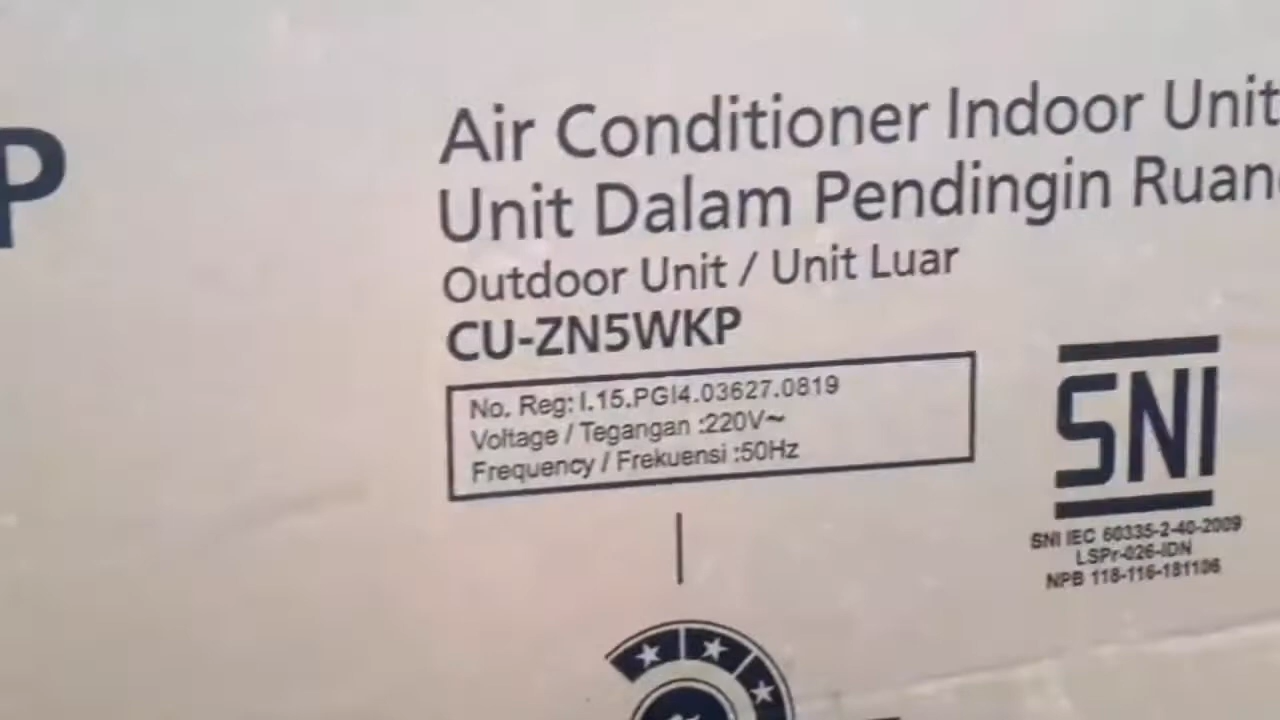 P
Air Conditioner Indoor Unit
Unit Dalam Pendingin Ruan
Outdoor Unit / Unit Luar
CU-ZN5WKP
No. Reg: I.15.PGI4.03627.0819
Voltage / Tegangan :220V~
Frequency / Frekuensi :50Hz
SNI
SNI IEC 60335-2-40-2009
LSPr-026-IDN
NPB 118-116-181106